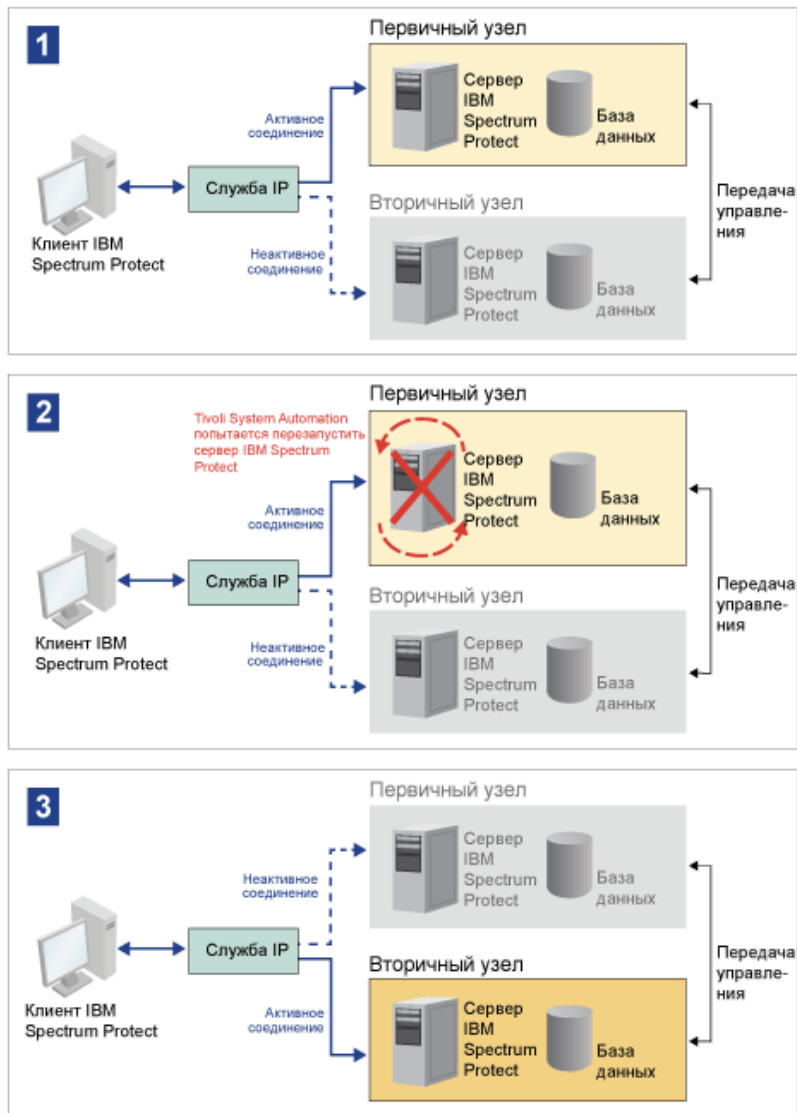 1
Первичный узел
Сервер
IBM
Spectrum
Protect
База
данных
Активное
соединение
Служба IP
Клиент IBM
Spectrum Protect
Неактивное
соединение
Вторичный узел
Сервер
IBM
Spectrum
Protect
База
данных
Передача
управле-
ния
2
Первичный узел
Tivoli System Automation
попытается перезапустить
сервер IBM Spectrum
Protect
Сервер
IBM
Spectrum
Protect
База
данных
Активное
соединение
Служба IP
Клиент IBM
Spectrum Protect
Неактивное
соединение
Вторичный узел
Сервер
IBM
Spectrum
Protect
База
данных
Передача
управле-
ния
3
Первичный узел
Сервер
IBM
Spectrum
Protect
База
данных
Неактивное
соединение
Служба IP
Клиент IBM
Spectrum Protect
Активное
соединение
Вторичный узел
Сервер
IBM
Spectrum
Protect
База
данных
Передача
управле-
ния